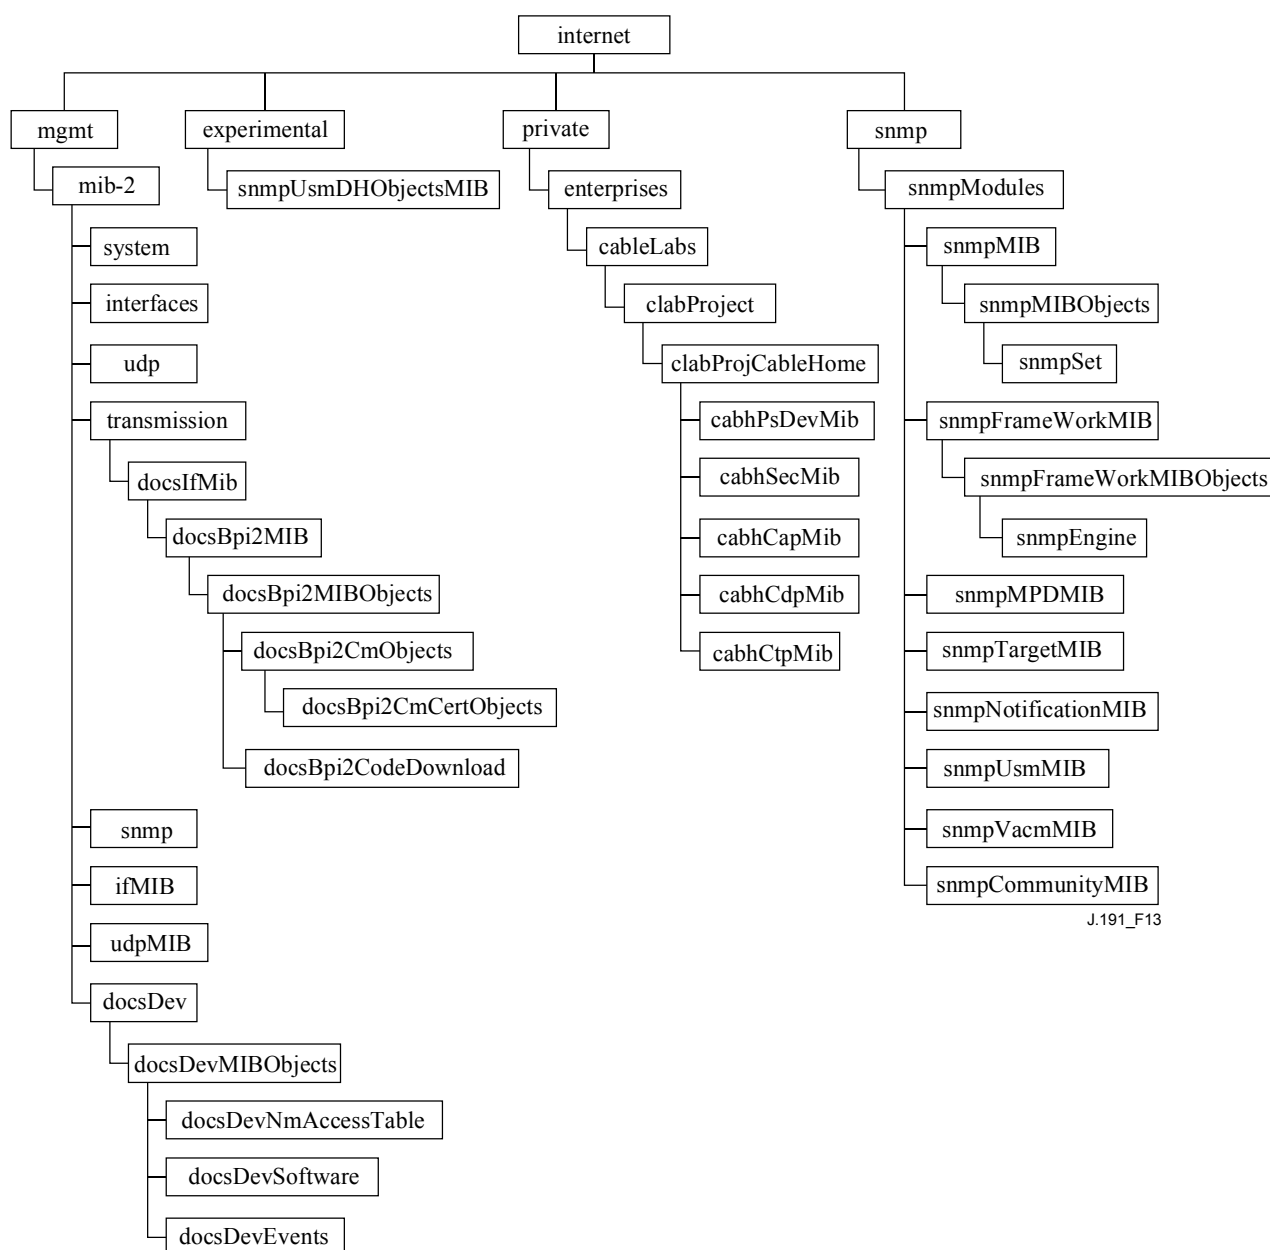 internet
mgmt
experimental
private
snmp
mib-2
snmpUsmDHObjectsMIB
enterprises
snmpModules
system
cableLabs
snmpMIB
interfaces
clabProject
snmpMIBObjects
udp
clabProjCableHome
snmpSet
transmission
cabhPsDevMib
snmpFrameWorkMIB
docsIfMib
cabhSecMib
snmpFrameWorkMIBObjects
docsBpi2MIB
cabhCapMib
snmpEngine
docsBpi2MIBObjects
cabhCdpMib
snmpMPDMIB
docsBpi2CmObjects
cabhCtpMib
snmpTargetMIB
docsBpi2CmCertObjects
snmpNotificationMIB
docsBpi2CodeDownload
snmpUsmMIB
snmp
snmpVacmMIB
ifMIB
snmpCommunityMIB
J.191_F13
udpMIB
docsDev
docsDevMIBObjects
docsDevNmAccessTable
docsDevSoftware
docsDevEvents